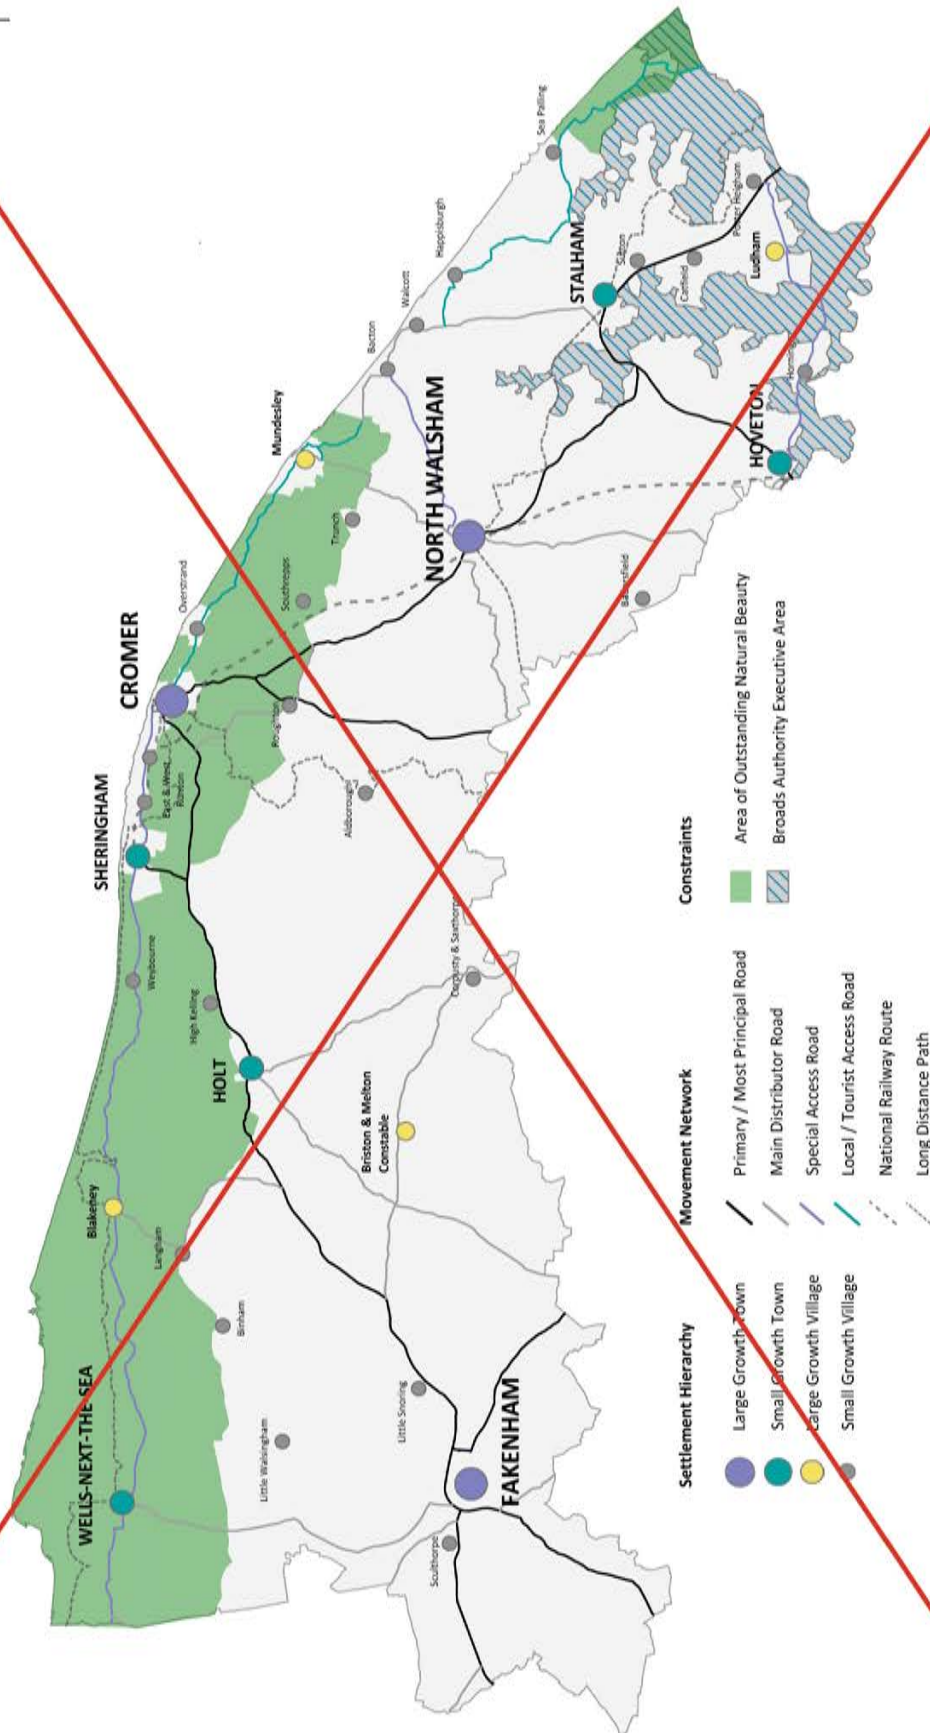 WELLS-NEXT-THE-SEA
Blakeney
Langham
Binham
Little Walsingham
Weybourne
High Kelling
HOLT
SHERINGHAM
East & West
Runton
CROMER
Overstrand
Roughton
Southrepps
Trunch
Mundesley
Aldborough
Bacton
Walcott
Happisburgh
Sea Palling
NORTH WALSHAM
STALHAM
Sutton
Catfield
Potter Heigham
Ludham
HOVETON
Briston & Melton
Constable
Corpusty & Saxthorpe
Little Snoring
Sculthorpe
FAKENHAM
Settlement Hierarchy
Large Growth Town
Small Growth Town
Large Growth Village
Small Growth Village
Movement Network
Primary / Most Principal Road
Main Distributor Road
Special Access Road
Local / Tourist Access Road
National Railway Route
Long Distance Path
Constraints
Area of Outstanding Natural Beauty
Broads Authority Executive Area